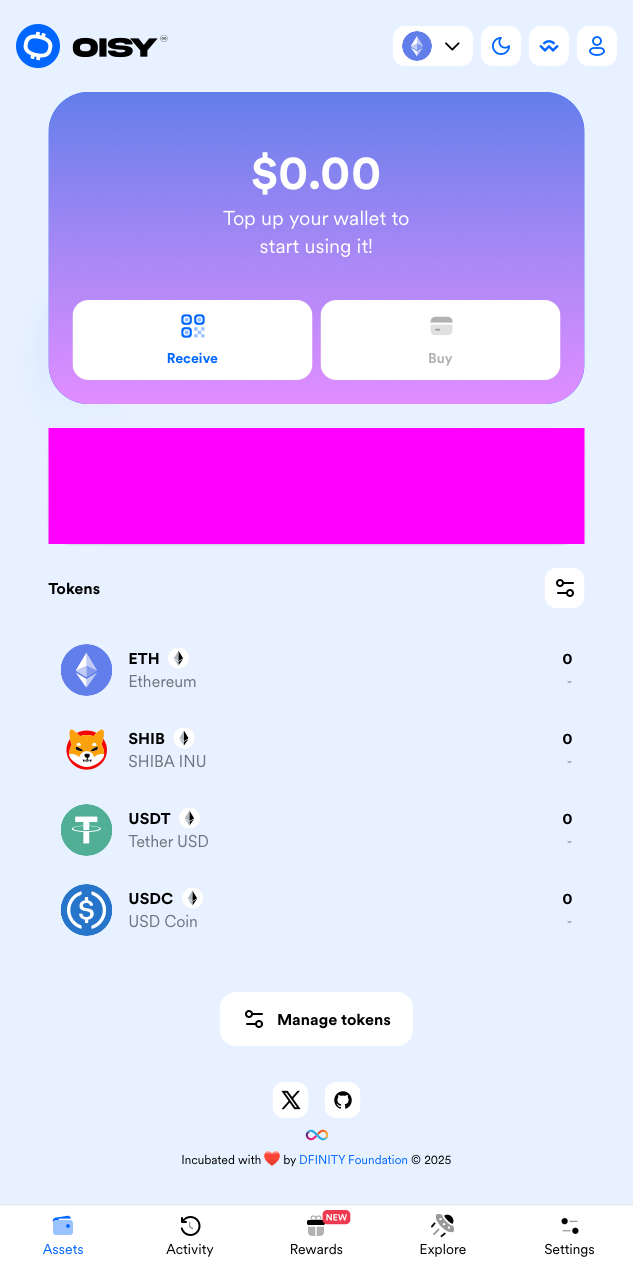 OISY
$0.00
Top up your wallet to
start using it!
Receive
Buy
Tokens
ETH
0
Ethereum
-
SHIB
0
SHIBA INU
-
USDT
0
Tether USD
-
USDC
0
USD Coin
-
Manage tokens
Incubated with ❤️ by DFINITY Foundation © 2025
NEW
Assets
Activity
Rewards
Explore
Settings